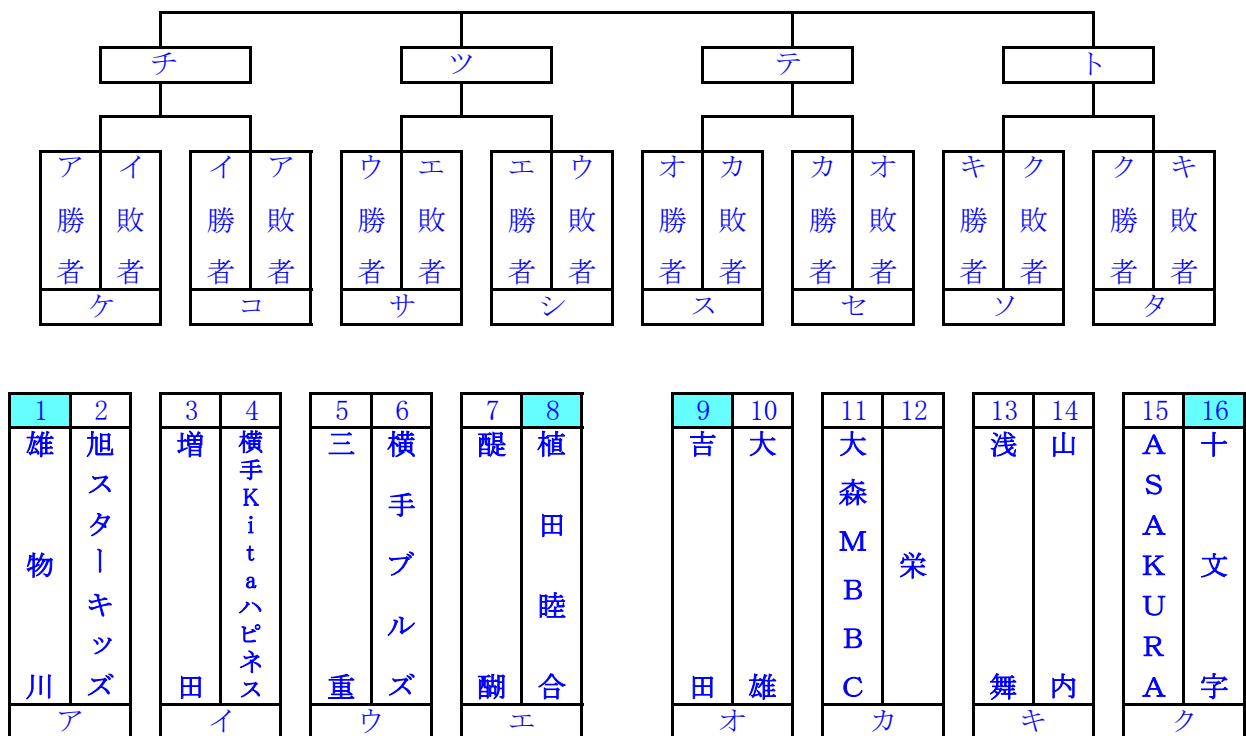 チ ツ テ ト
ア勝者 イ敗者 イ勝者 ア敗者 ウ勝者 エ敗者 エ勝者 ウ敗者 オ勝者 カ敗者 カ勝者 オ敗者 キ勝者 ク敗者 ク勝者 キ敗者
ケ コ サ シ ス セ ソ タ
1 2 3 4 5 6 7 8 9 10 11 12 13 14 15 16
雄物川
旭スターキッズ
増田
横手Kitaハピネス
三重
横手ブルズ
醍醐
植田睦合
吉田
大雄
大森MBBC
栄
浅舞
山内
ASAKURA
十文字
ア イ ウ エ オ カ キ ク